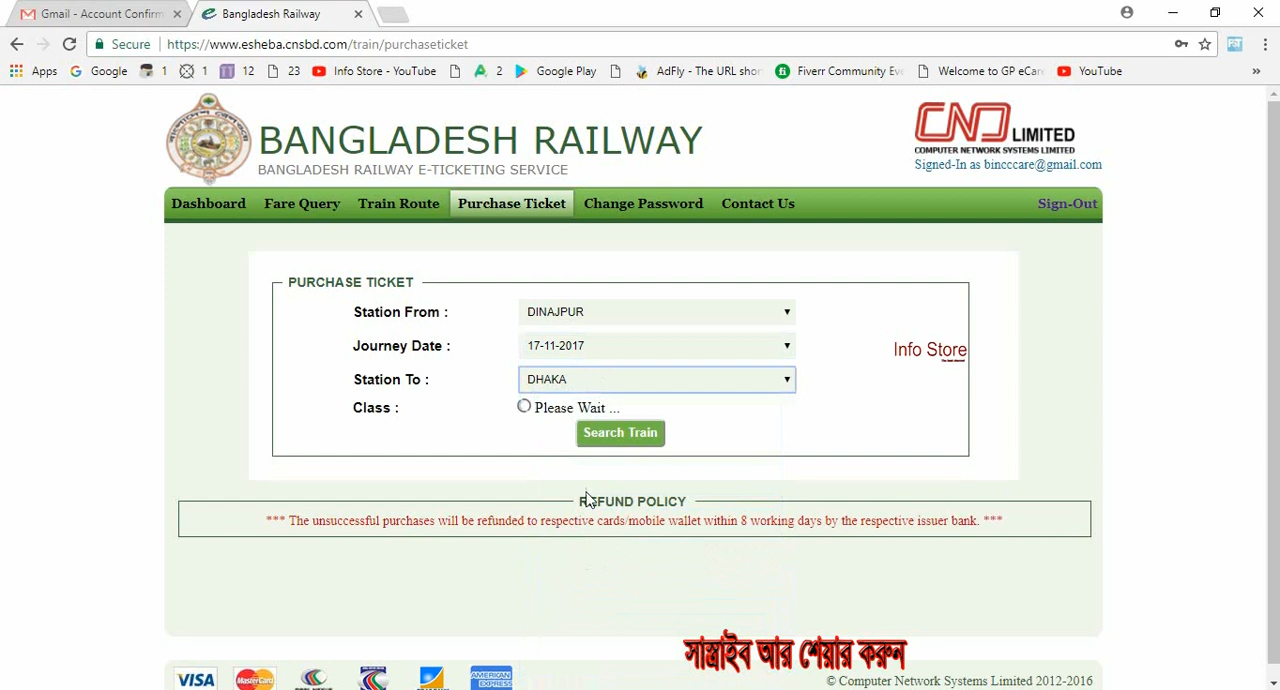 Gmail - Account Confirm
Bangladesh Railway
Secure
https://www.esheba.cnsbd.com/train/purchaseticket
Apps
Google
1
1
12
23
Info Store - YouTube
2
Google Play
AdFly - The URL shor
Fiverr Community Eve
Welcome to GP eCare
YouTube
BANGLADESH RAILWAY
BANGLADESH RAILWAY E-TICKETING SERVICE
LIMITED
COMPUTER NETWORK SYSTEMS LIMITED
Signed-In as bincccare@gmail.com
Dashboard Fare Query Train Route Purchase Ticket Change Password Contact Us Sign-Out
PURCHASE TICKET
Station From : DINAJPUR
Journey Date : 17-11-2017
Info Store
Station To : DHAKA
Class : Please Wait ...
Search Train
REFUND POLICY
*** The unsuccessful purchases will be refunded to respective cards/mobile wallet within 8 working days by the respective issuer bank. ***
সাস্ক্রাইব আর শেয়ার করুন
VISA MasterCard AMERICAN EXPRESS
© Computer Network Systems Limited 2012-2016